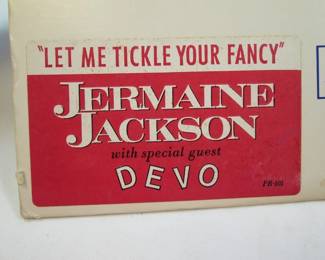 "LET ME TICKLE YOUR FANCY"
JERMAINE
JACKSON
with special guest
DEVO